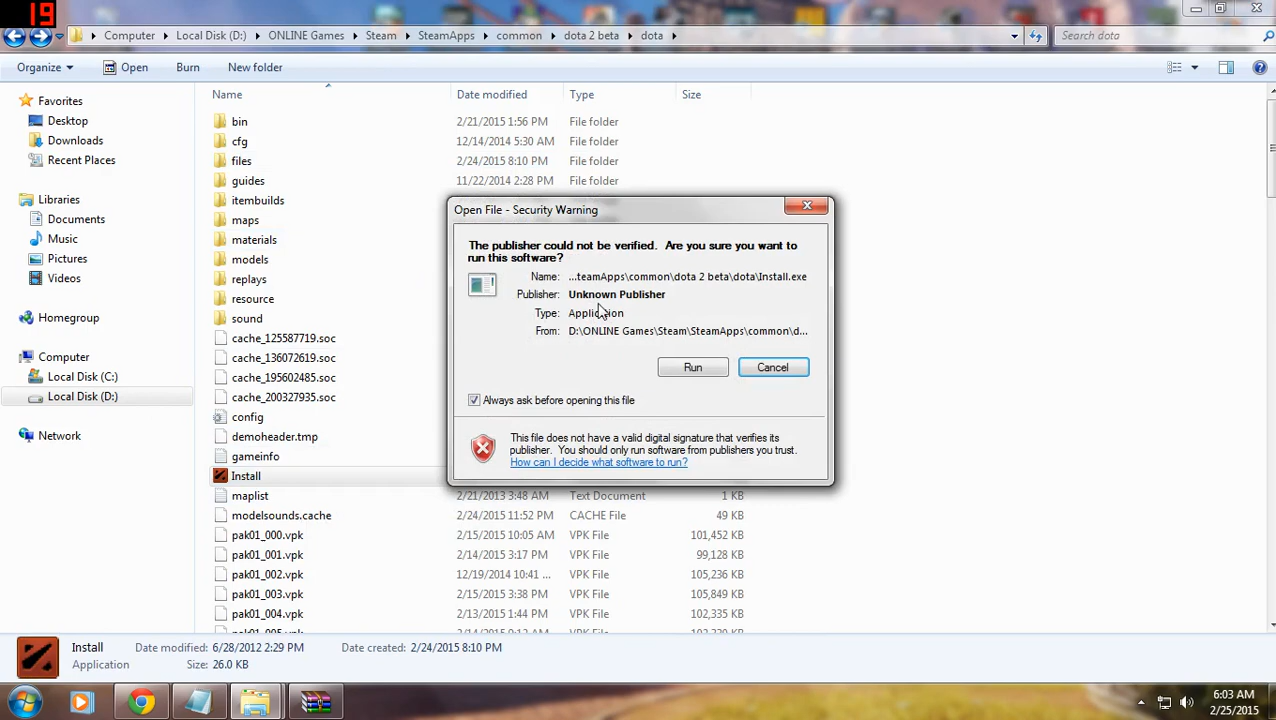 19
Computer Local Disk (D:) ONLINE Games Steam SteamApps common dota 2 beta dota Search dota
Organize Open Burn New folder
Name Date modified Type Size
Favorites
Desktop
Downloads
Recent Places
Libraries
Documents
Music
Pictures
Videos
Homegroup
Computer
Local Disk (C:)
Local Disk (D:)
Network
bin 2/21/2015 1:56 PM File folder
cfg 12/14/2014 5:30 AM File folder
files 2/24/2015 8:10 PM File folder
guides 11/22/2014 2:28 PM File folder
itembuilds
maps
materials
models
replays
resource
sound
cache_125587719.soc
cache_136072619.soc
cache_195602485.soc
cache_200327935.soc
config
demoheader.tmp
gameinfo
Install
maplist 2/21/2013 3:48 AM Text Document 1 KB
modelsounds.cache 2/24/2015 11:52 PM CACHE File 49 KB
pak01_000.vpk 2/15/2015 10:05 AM VPK File 101,452 KB
pak01_001.vpk 2/14/2015 3:17 PM VPK File 99,128 KB
pak01_002.vpk 12/19/2014 10:41 ... VPK File 105,236 KB
pak01_003.vpk 2/15/2015 3:38 PM VPK File 105,849 KB
pak01_004.vpk 2/13/2015 1:44 PM VPK File 102,335 KB
Open File - Security Warning
The publisher could not be verified. Are you sure you want to
run this software?
Name: ...teamApps\common\dota 2 beta\dota\Install.exe
Publisher: Unknown Publisher
Type: Application
From: D:\ONLINE Games\Steam\SteamApps\common\d...
Run Cancel
Always ask before opening this file
This file does not have a valid digital signature that verifies its
publisher. You should only run software from publishers you trust.
How can I decide what software to run?
Install Date modified: 6/28/2012 2:29 PM Date created: 2/24/2015 8:10 PM
Application Size: 26.0 KB
6:03 AM
2/25/2015